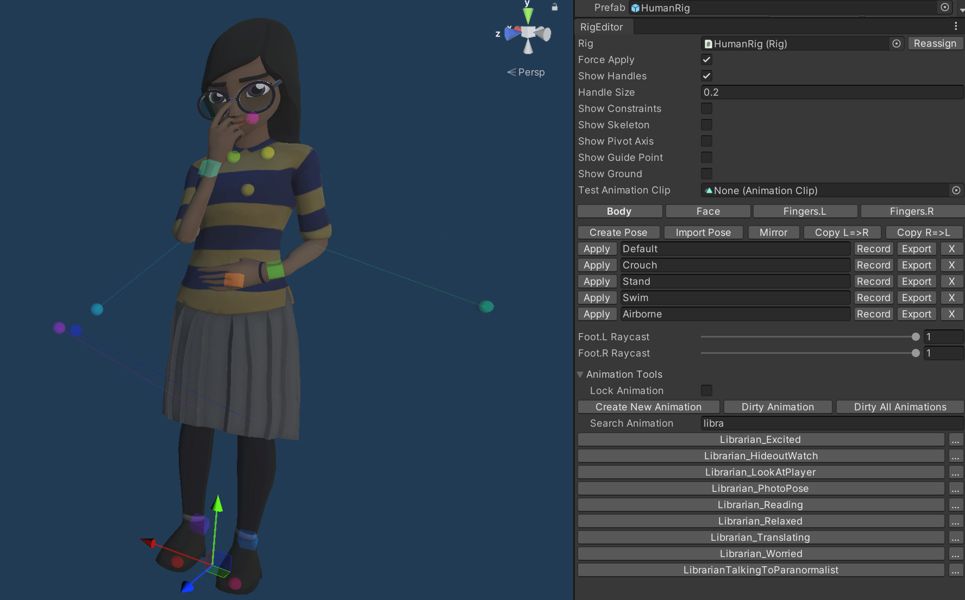 Prefab HumanRig
RigEditor
Rig HumanRig (Rig) Reassign
Force Apply
Show Handles
Handle Size 0.2
Show Constraints
Show Skeleton
Show Pivot Axis
Show Guide Point
Show Ground
Test Animation Clip None (Animation Clip)
Body Face Fingers.L Fingers.R
Create Pose Import Pose Mirror Copy L=>R Copy R=>L
Apply Default Record Export X
Apply Crouch Record Export X
Apply Stand Record Export X
Apply Swim Record Export X
Apply Airborne Record Export X
Foot.L Raycast 1
Foot.R Raycast 1
Animation Tools
Lock Animation
Create New Animation Dirty Animation Dirty All Animations
Search Animation libra
Librarian_Excited ...
Librarian_HideoutWatch ...
Librarian_LookAtPlayer ...
Librarian_PhotoPose ...
Librarian_Reading ...
Librarian_Relaxed ...
Librarian_Translating ...
Librarian_Worried ...
LibrarianTalkingToParanormalist ...
y
x
z
Persp